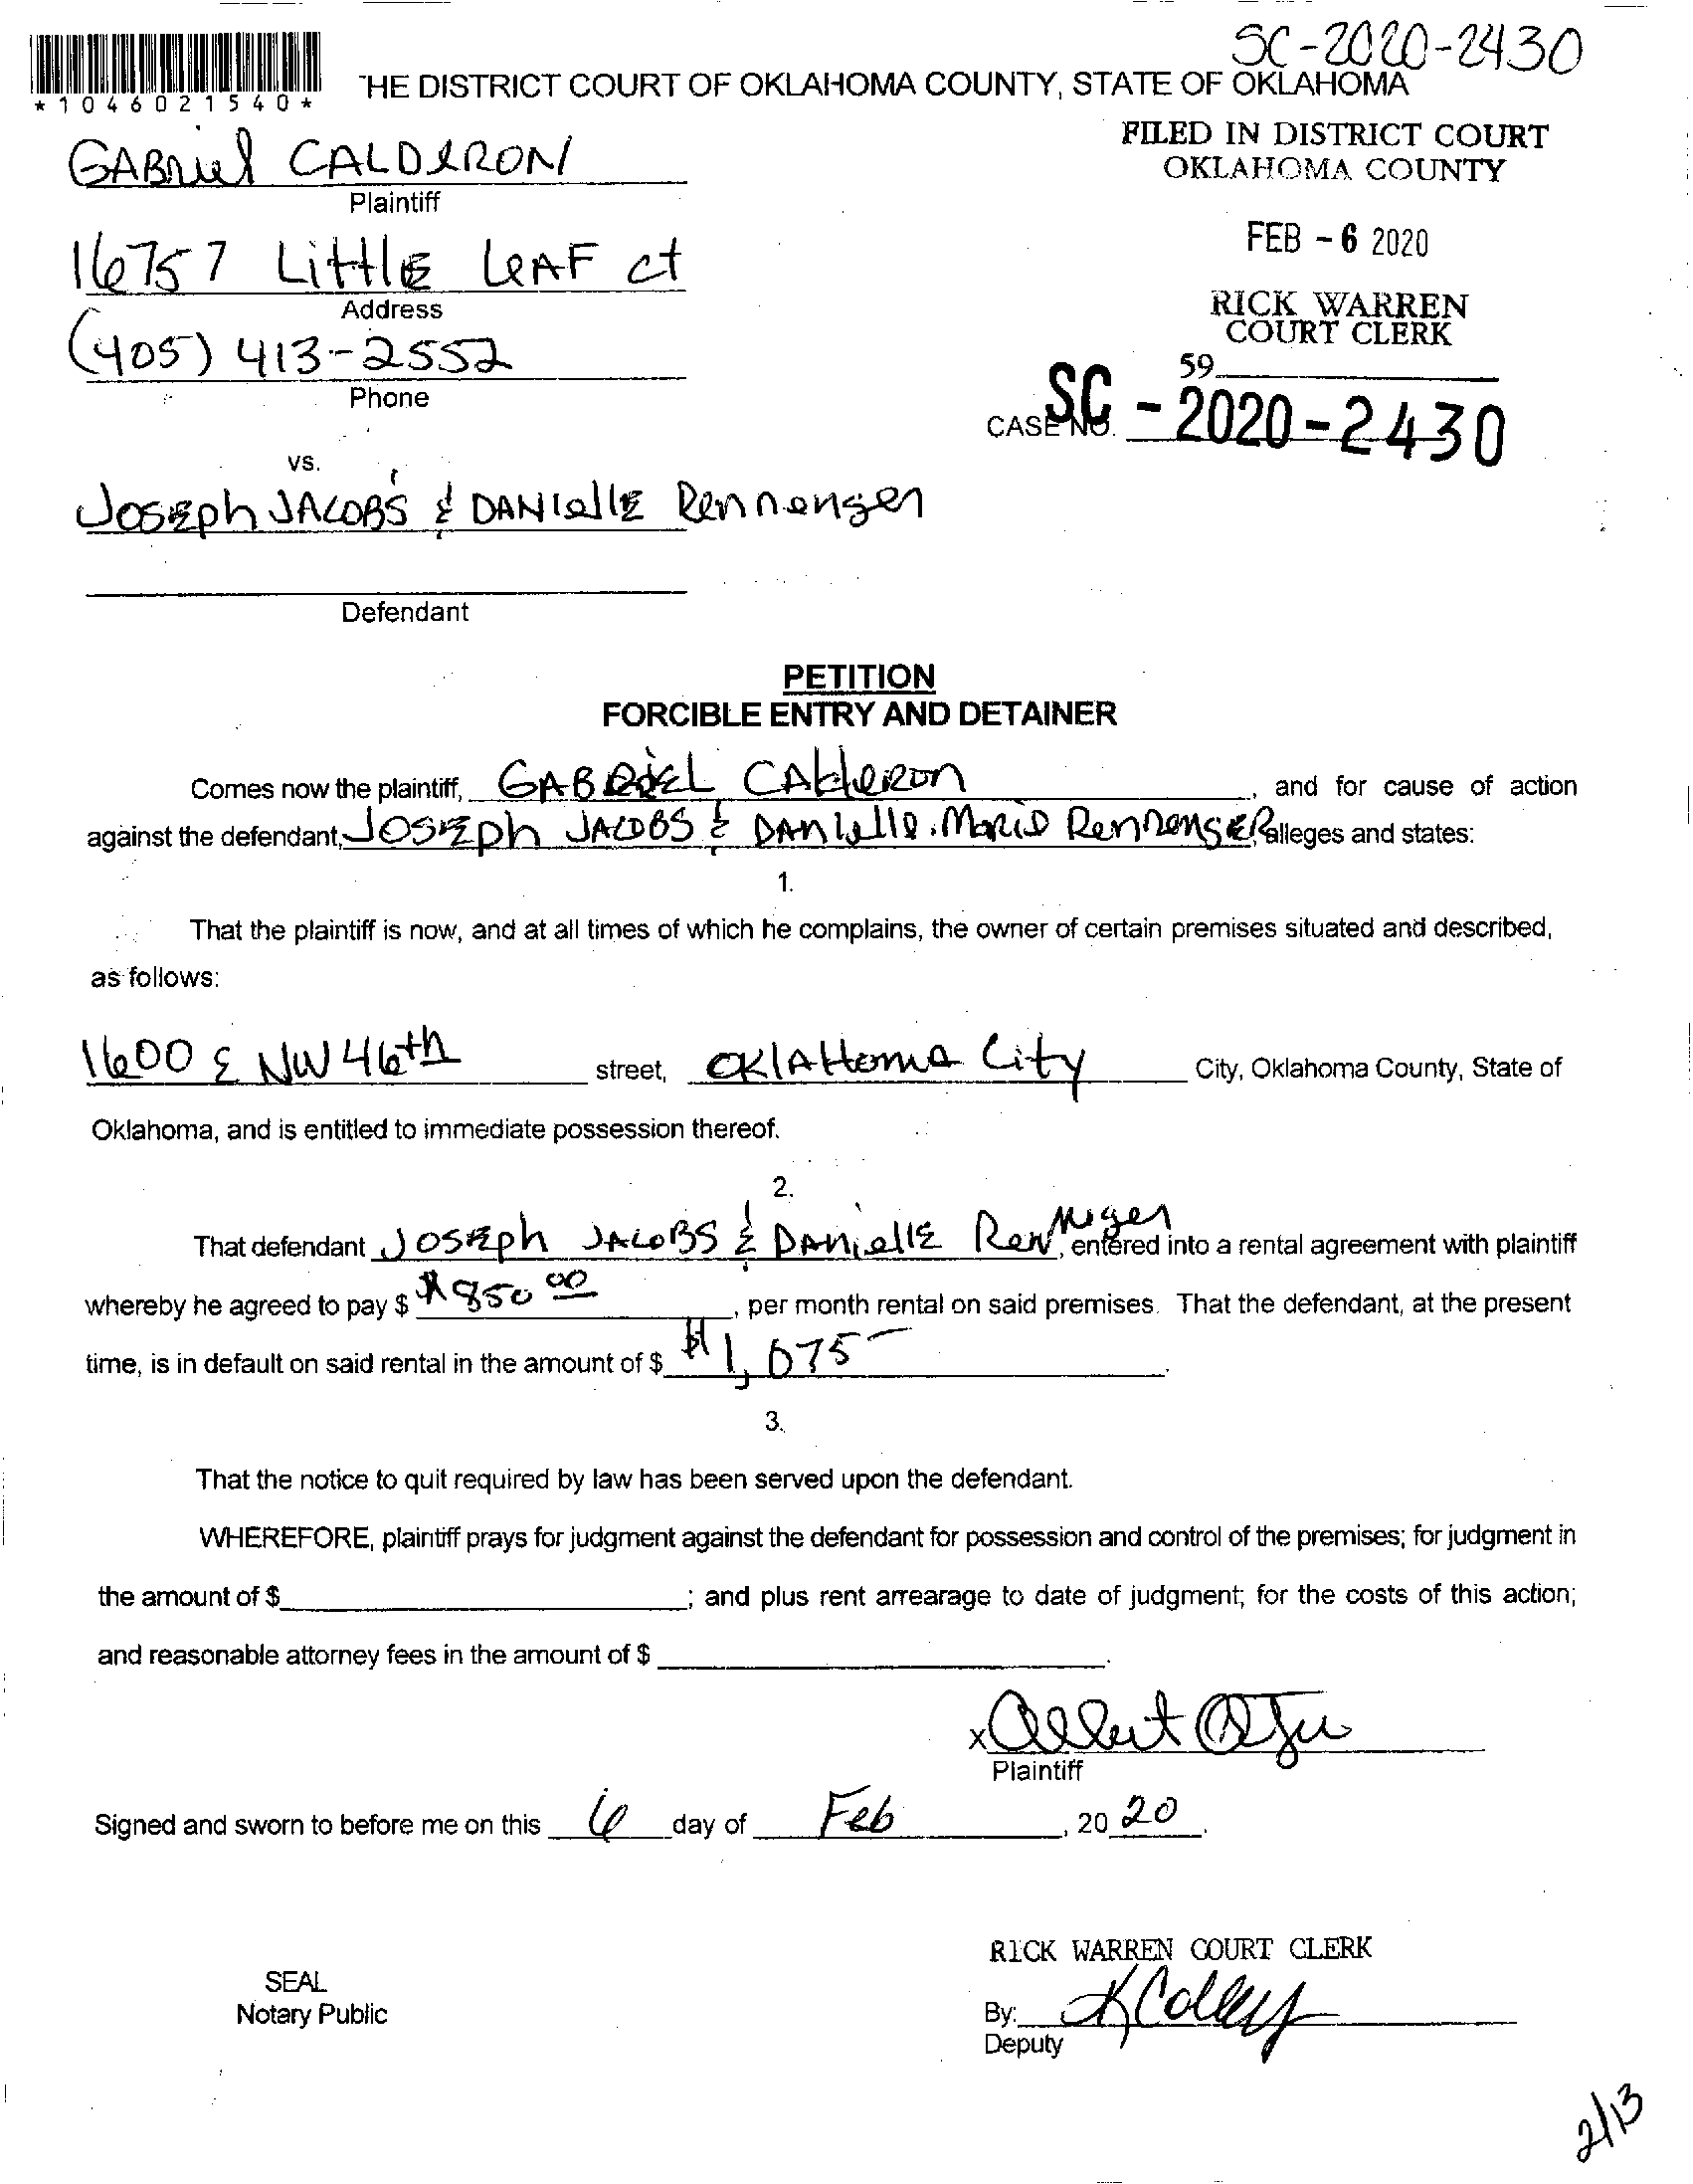 SC-2020-2430
*1046021540*
THE DISTRICT COURT OF OKLAHOMA COUNTY, STATE OF OKLAHOMA
FILED IN DISTRICT COURT
OKLAHOMA COUNTY
GABRiel CALDERON
Plaintiff
FEB - 6 2020
16757 Little LeAF ct
Address
RICK WARREN
COURT CLERK
(405) 413-2552
59
Phone
CASE NO. SC - 2020-2430
vs.
Joseph JACOBS & DANielle Rennenger
Defendant
PETITION
FORCIBLE ENTRY AND DETAINER
Comes now the plaintiff, GABRIEL CAlderon, and for cause of action
against the defendant, Joseph JACOBS & DANielle Marie RennengeR, alleges and states:
1.
That the plaintiff is now, and at all times of which he complains, the owner of certain premises situated and described,
as follows:
1600 E NW 46th street, OKlAHoma City City, Oklahoma County, State of
Oklahoma, and is entitled to immediate possession thereof.
2.
That defendant Joseph JACOBS & DANielle Renneger, entered into a rental agreement with plaintiff
whereby he agreed to pay $ $850.00, per month rental on said premises. That the defendant, at the present
time, is in default on said rental in the amount of $ $1,075-.
3.
That the notice to quit required by law has been served upon the defendant.
WHEREFORE, plaintiff prays for judgment against the defendant for possession and control of the premises; for judgment in
the amount of $ ; and plus rent arrearage to date of judgment; for the costs of this action;
and reasonable attorney fees in the amount of $ .
x Albert
Plaintiff
Signed and sworn to before me on this 6 day of Feb, 20 20.
RICK WARREN COURT CLERK
SEAL
Notary Public
By: K Colley
Deputy
2/13